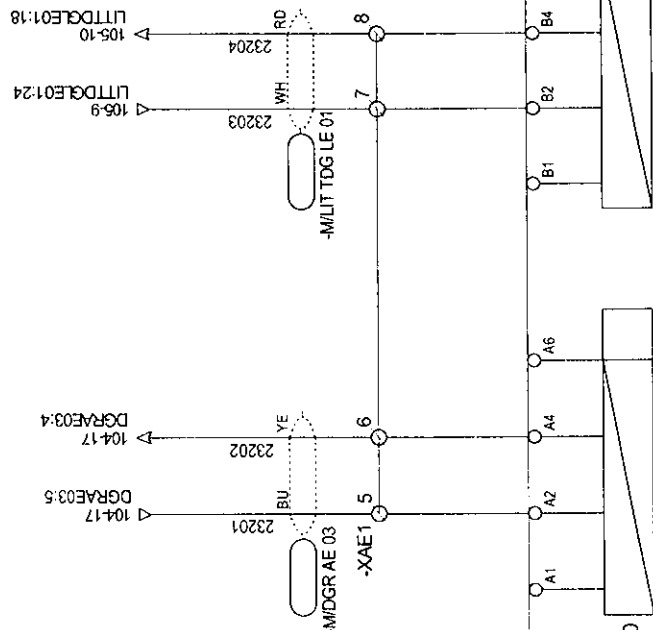 LITTDGLE01:18
105-10
23204
RD
8
B4
LITTDGLE01:24
105-9
23203
WH
7
B2
-M/LIT TDG LE 01
B1
A6
DGRAE03:4
104-17
23202
YE
6
A4
DGRAE03:5
104-17
23201
BU
5
A2
-XAE1
M/DGR AE 03
A1